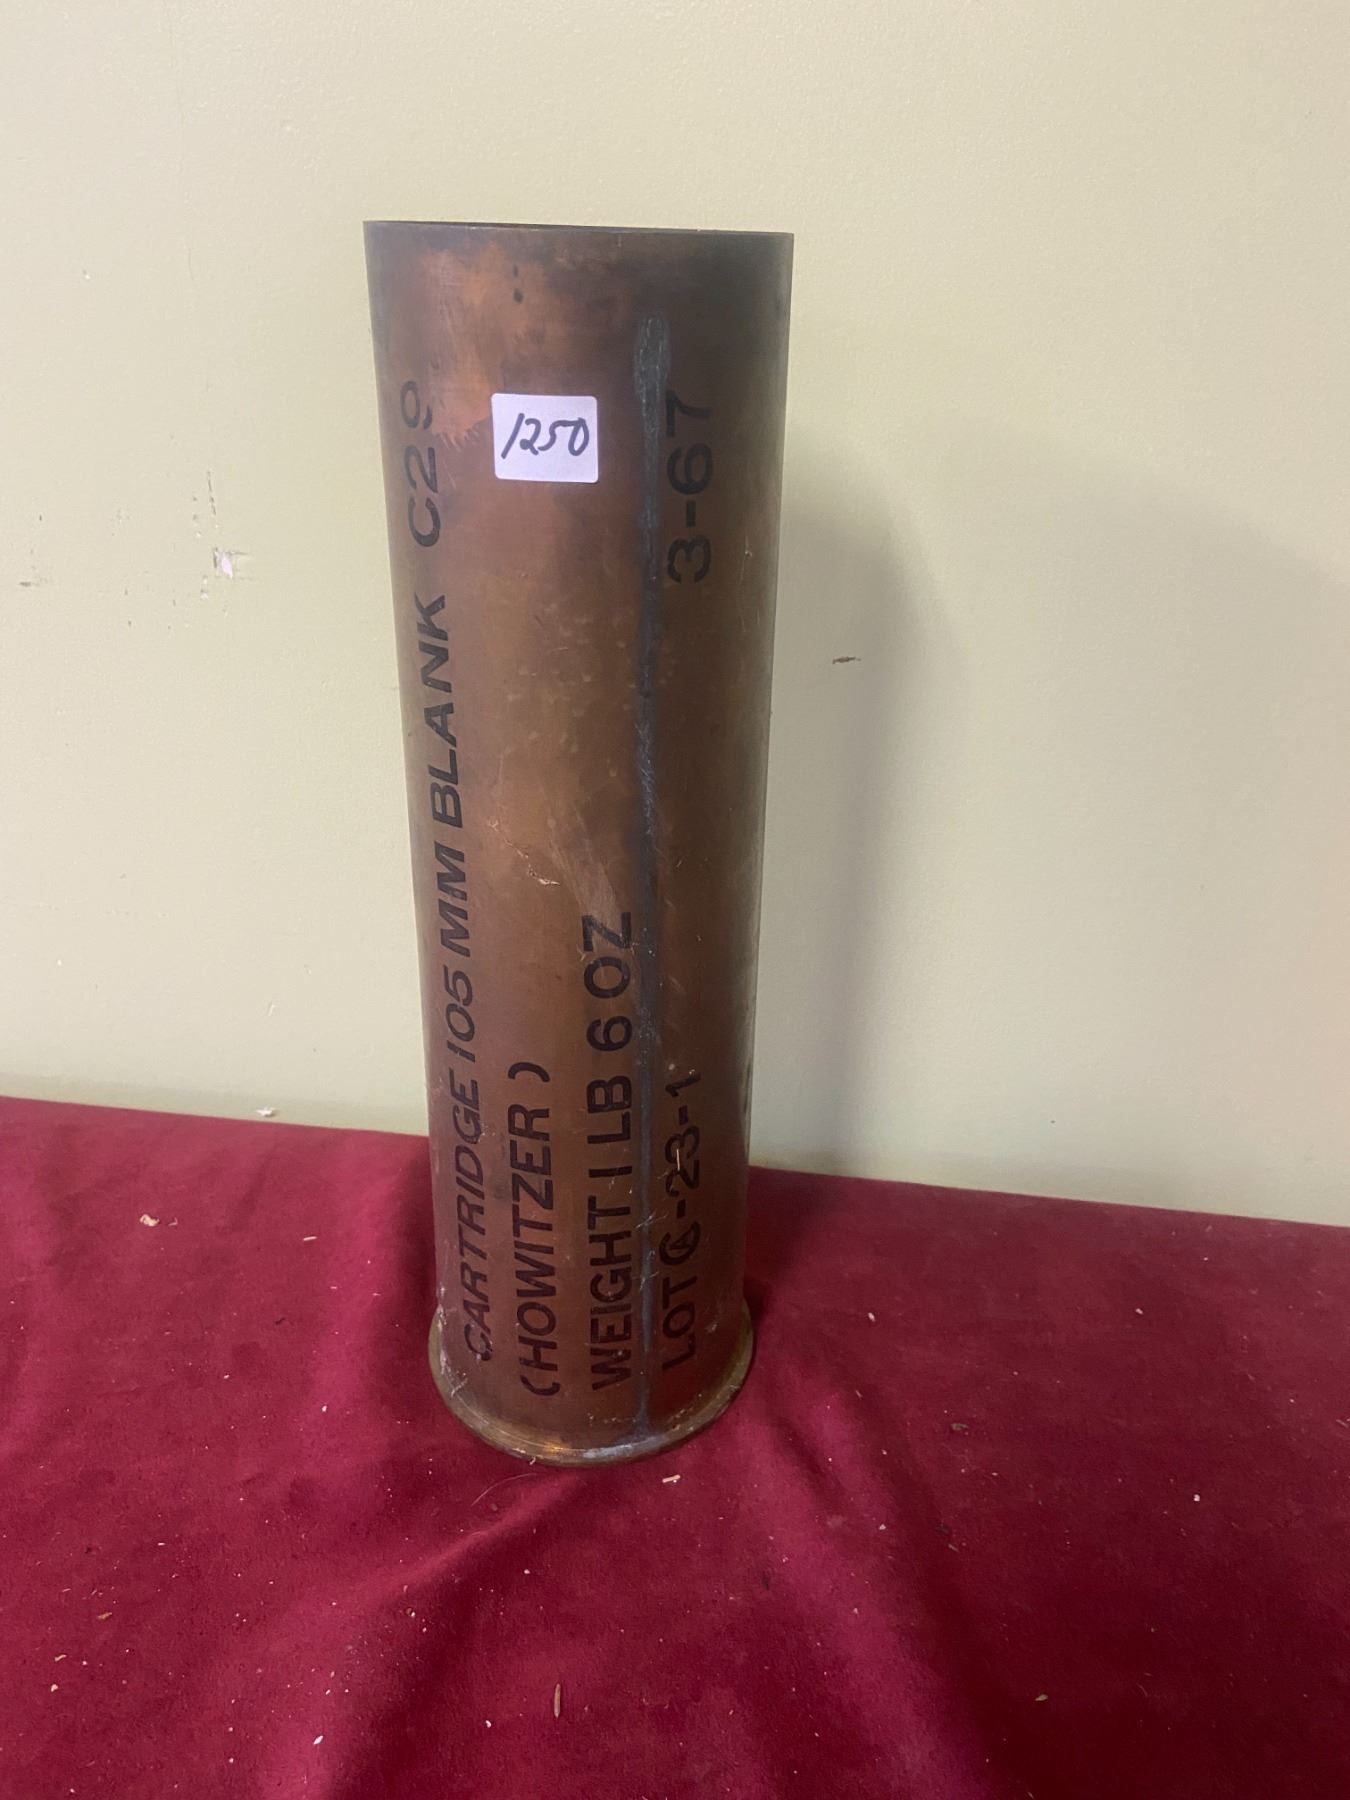 CARTRIDGE 105 MM BLANK C29
(HOWITZER)
WEIGHT 1 LB 6 OZ
LOT A-23-1 3-67
1250